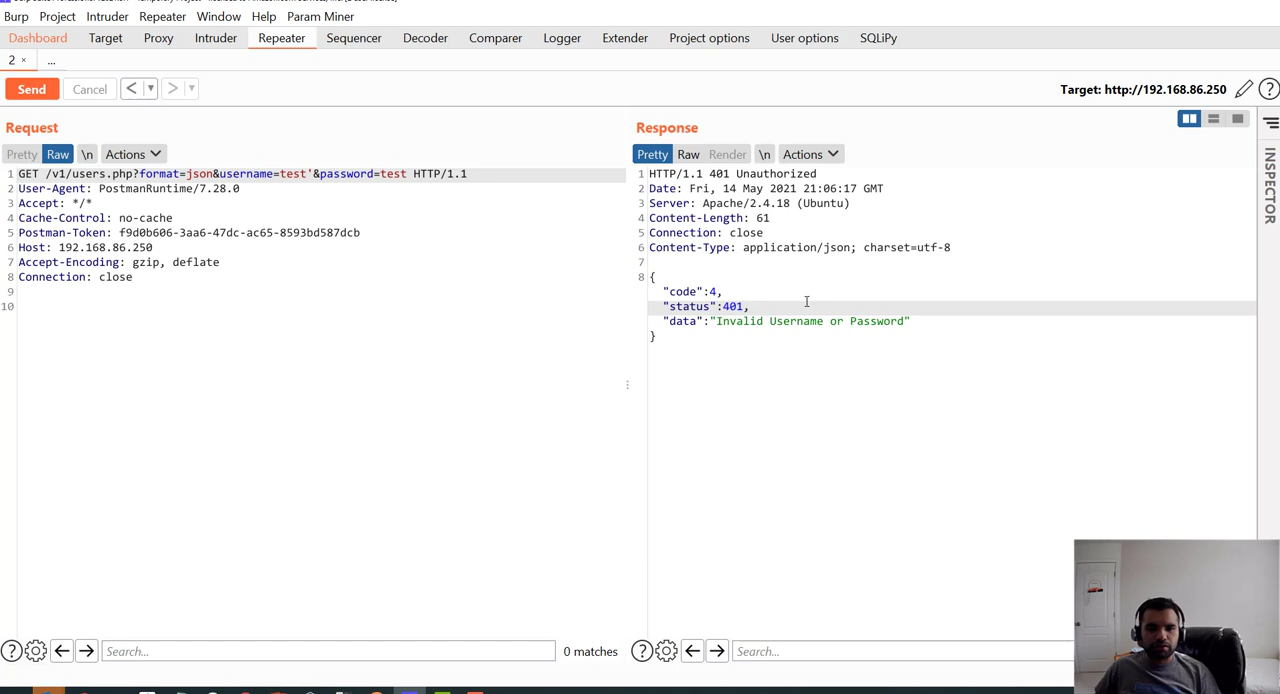 Burp Project Intruder Repeater Window Help Param Miner
Dashboard Target Proxy Intruder Repeater Sequencer Decoder Comparer Logger Extender Project options User options SQLiPy
2 × ...
Send Cancel < > Target: http://192.168.86.250 ?
Request
Pretty Raw \n Actions
1 GET /v1/users.php?format=json&username=test'&password=test HTTP/1.1
2 User-Agent: PostmanRuntime/7.28.0
3 Accept: */*
4 Cache-Control: no-cache
5 Postman-Token: f9d0b606-3aa6-47dc-ac65-8593bd587dcb
6 Host: 192.168.86.250
7 Accept-Encoding: gzip, deflate
8 Connection: close
9
10
? Search... 0 matches
Response
Pretty Raw Render \n Actions
1 HTTP/1.1 401 Unauthorized
2 Date: Fri, 14 May 2021 21:06:17 GMT
3 Server: Apache/2.4.18 (Ubuntu)
4 Content-Length: 61
5 Connection: close
6 Content-Type: application/json; charset=utf-8
7
8 {
"code":4,
"status":401,
"data":"Invalid Username or Password"
}
? Search...
INSPECTOR